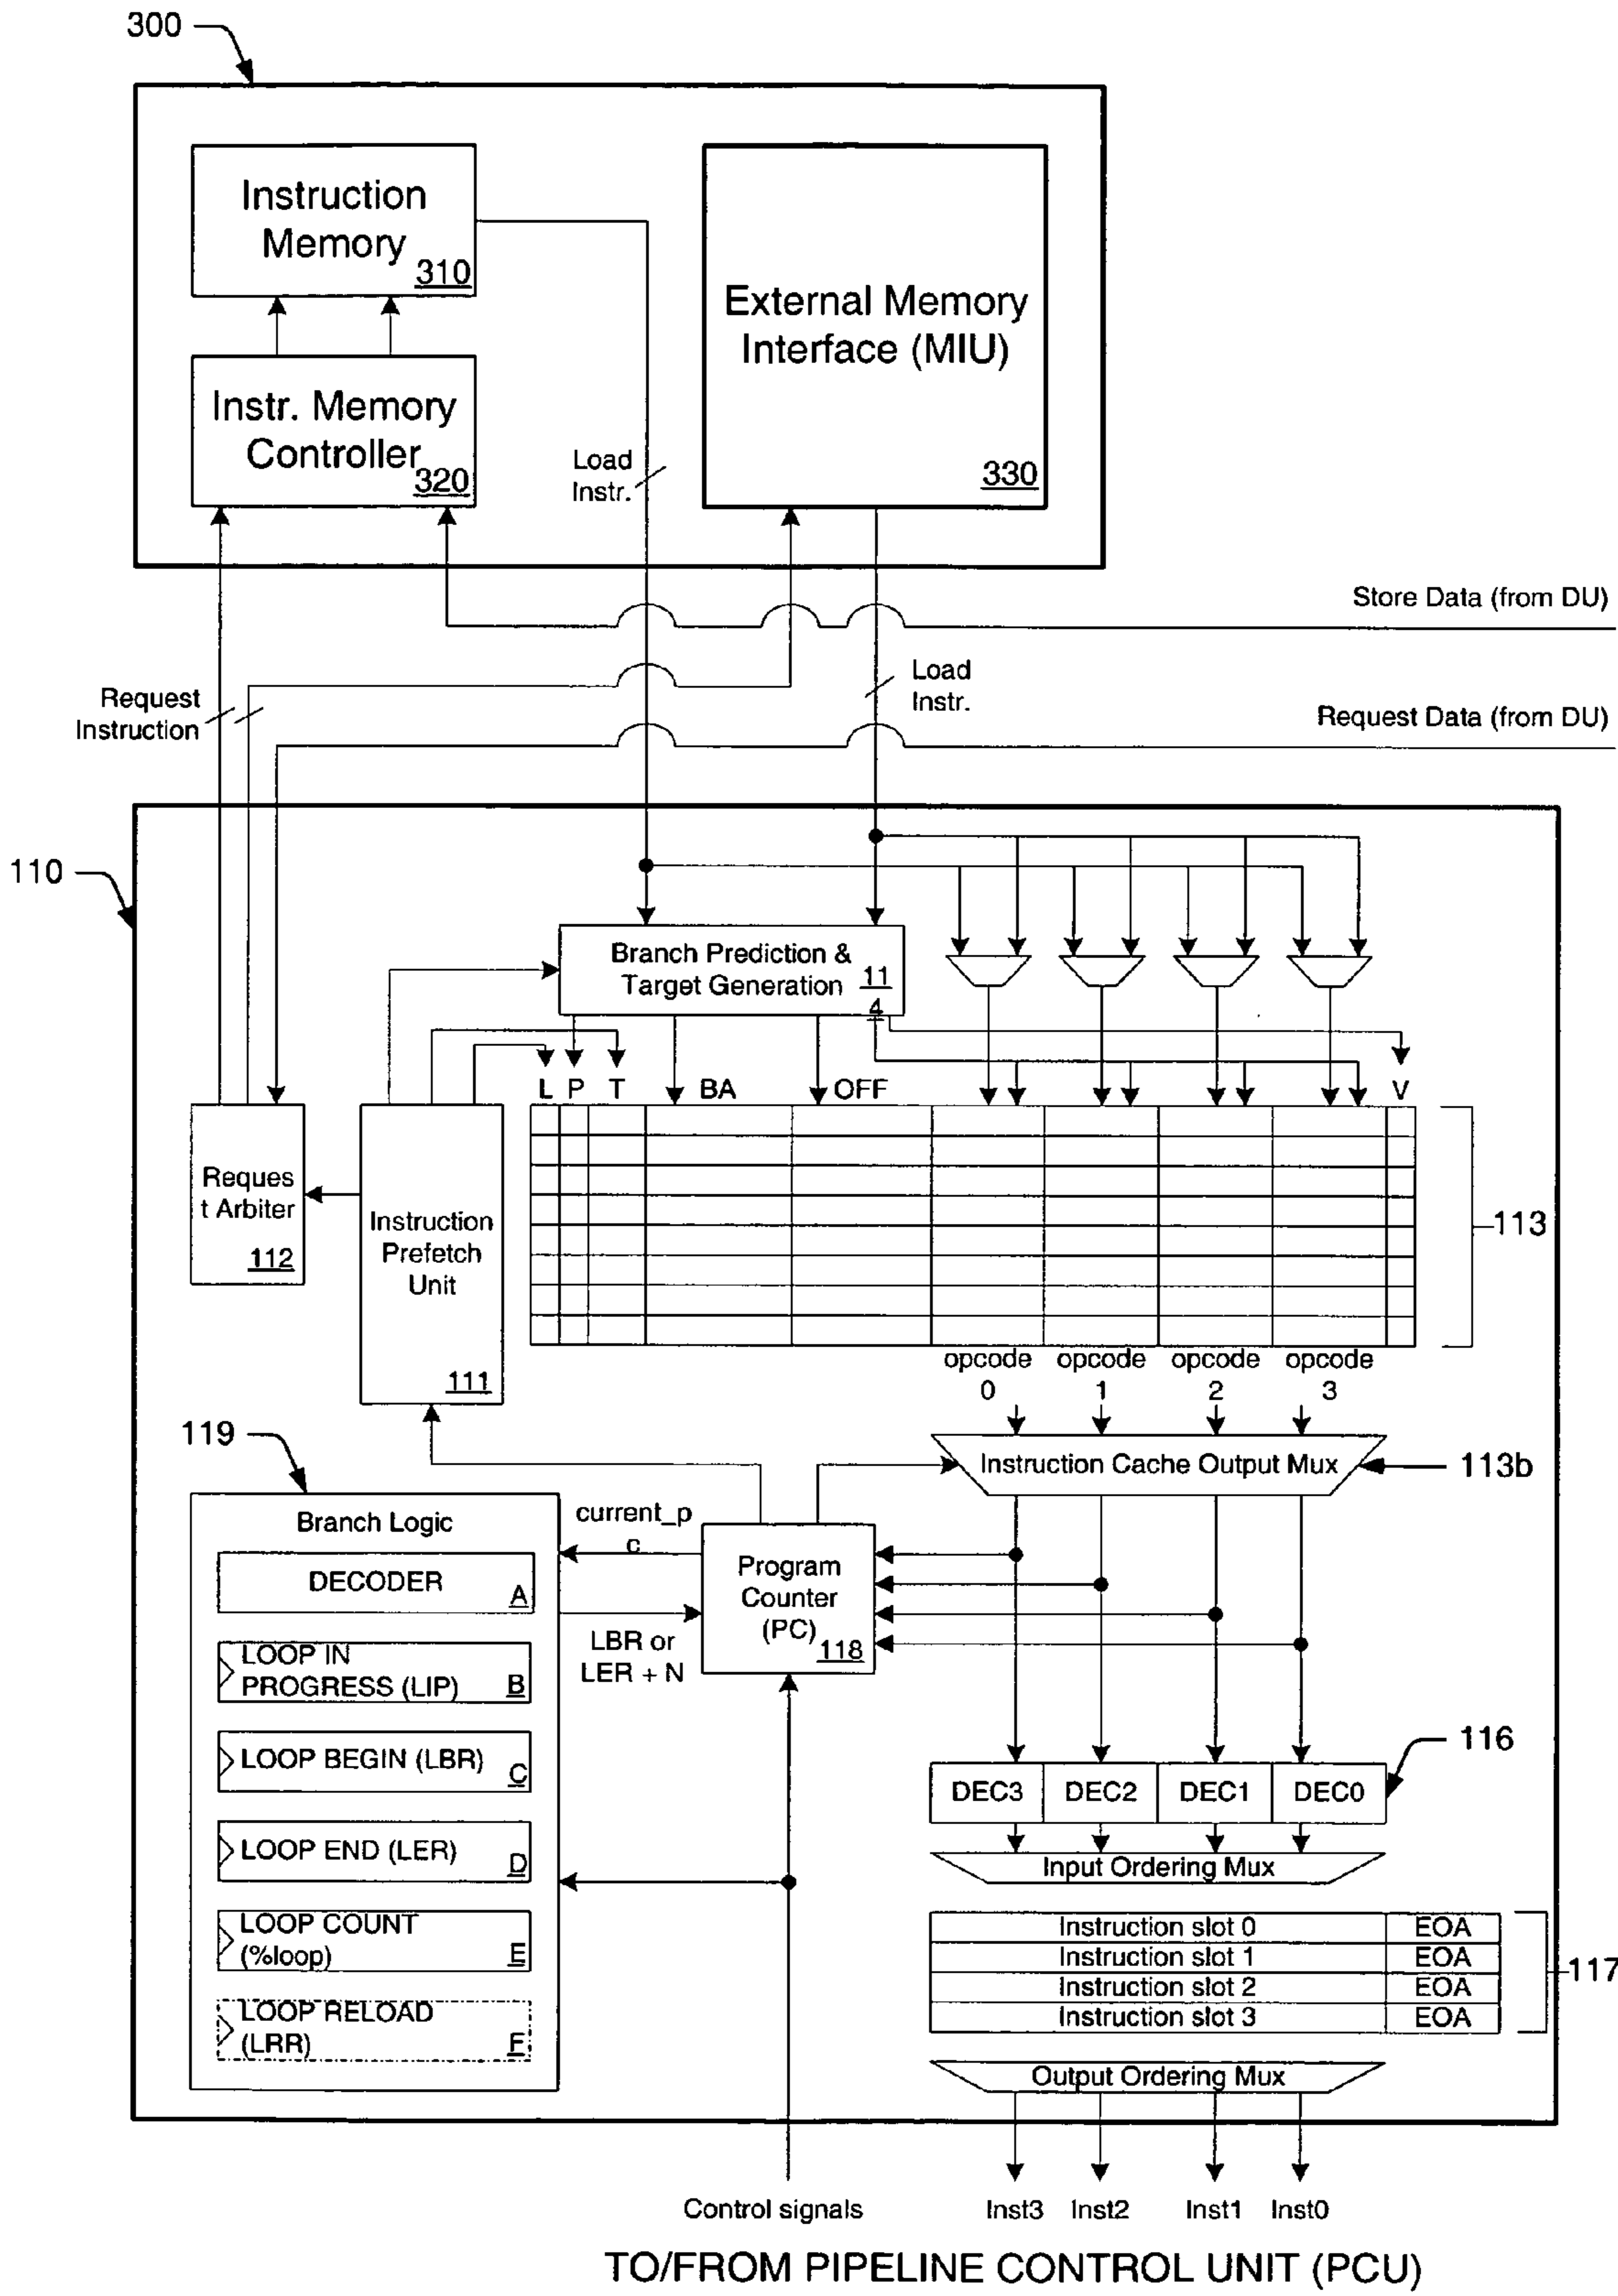 300
Instruction
Memory
310
External Memory
Interface (MIU)
330
Instr. Memory
Controller
320
Load
Instr.
Store Data (from DU)
Load
Instr.
Request
Instruction
Request Data (from DU)
110
Branch Prediction &
Target Generation
11
4
L P T BA OFF V
Reques
t Arbiter
112
Instruction
Prefetch
Unit
111
113
opcode opcode opcode opcode
0 1 2 3
Instruction Cache Output Mux
113b
119
Branch Logic
current_p
c
DECODER
A
Program
Counter
(PC)
118
LBR or
LER + N
LOOP IN
PROGRESS (LIP)
B
LOOP BEGIN (LBR)
C
LOOP END (LER)
D
LOOP COUNT
(%loop)
E
LOOP RELOAD
(LRR)
F
116
DEC3 DEC2 DEC1 DEC0
Input Ordering Mux
Instruction slot 0 EOA
Instruction slot 1 EOA
Instruction slot 2 EOA
Instruction slot 3 EOA
117
Output Ordering Mux
Control signals
Inst3 Inst2 Inst1 Inst0
TO/FROM PIPELINE CONTROL UNIT (PCU)